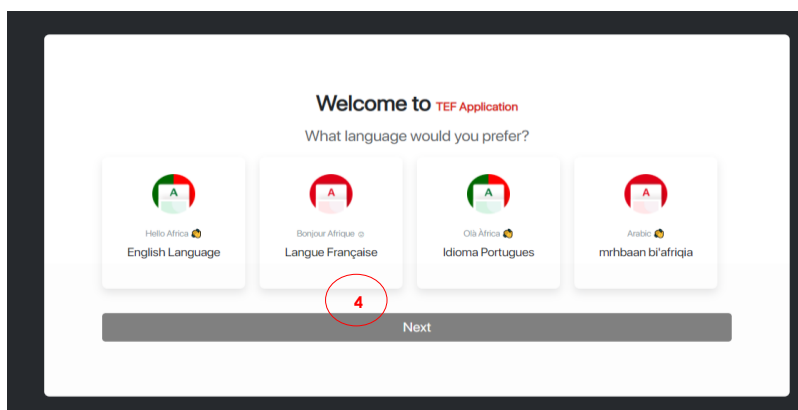 Welcome to TEF Application
What language would you prefer?
A
Hello Africa
English Language
A
Bonjour Afrique ☺
Langue Française
A
Olà Àfrica
Idioma Portugues
A
Arabic
mrhbaan bi'afriqia
4
Next